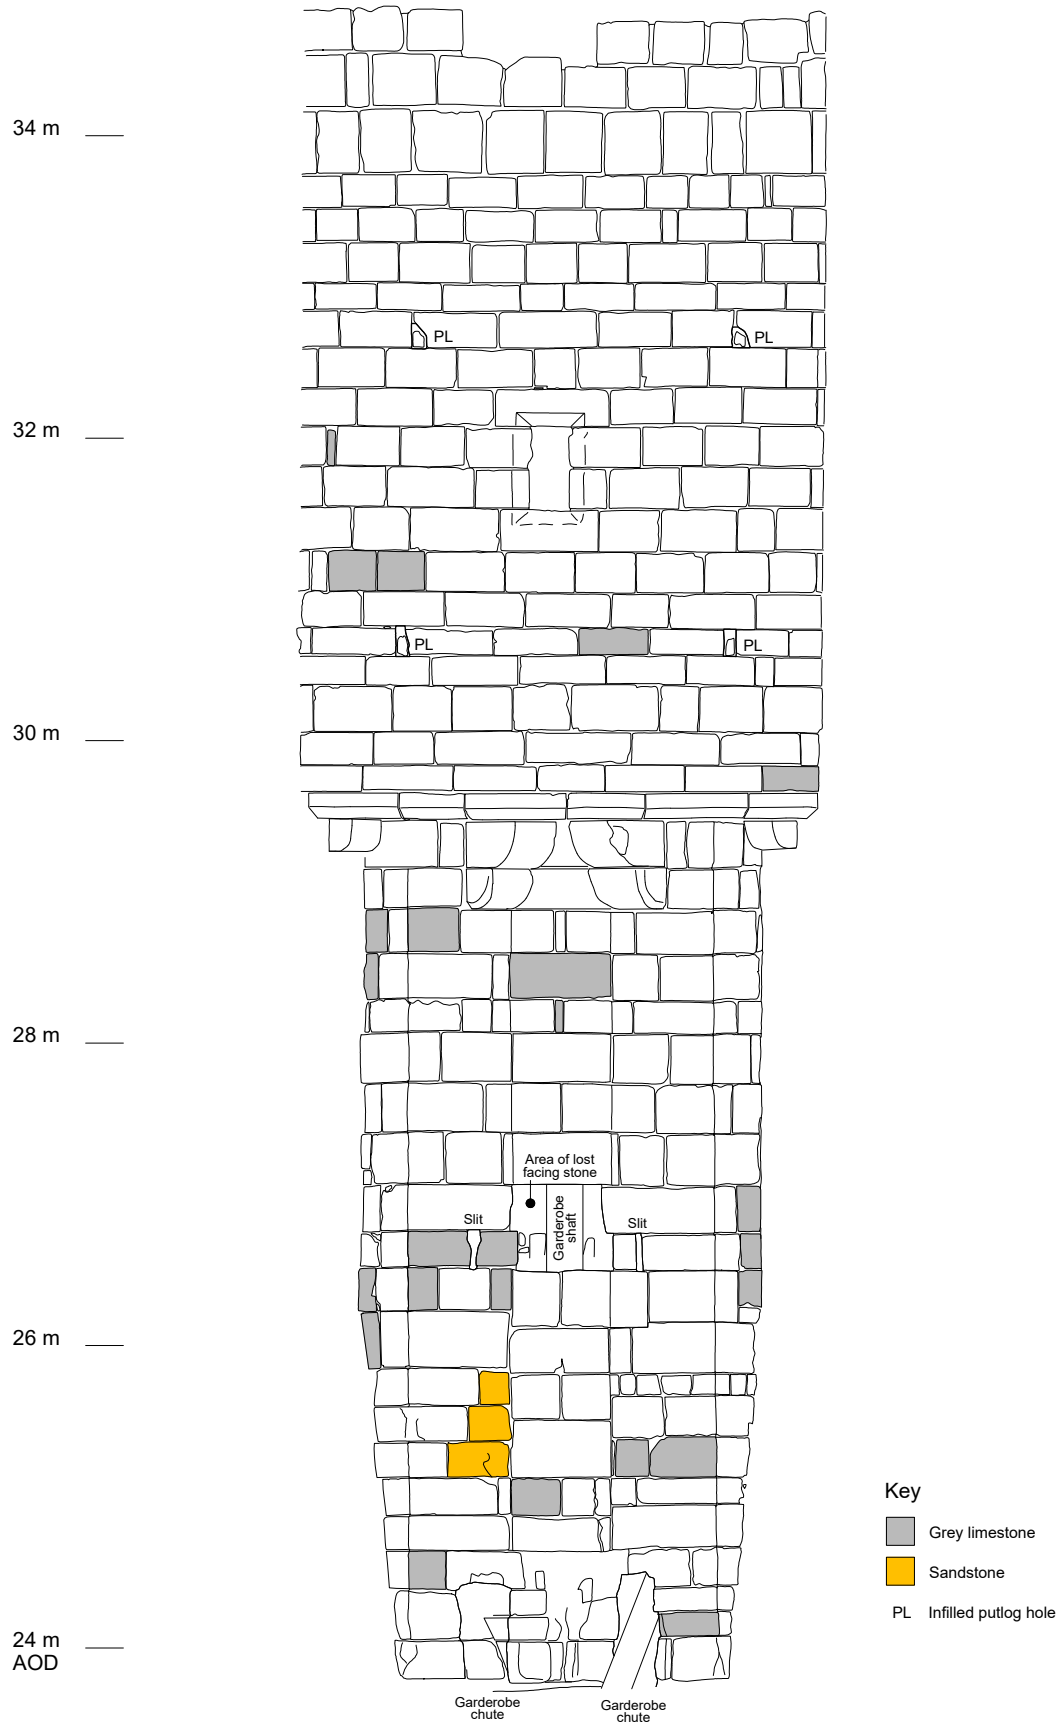 34 m
PL
PL
32 m
PL
PL
30 m
28 m
Area of lost
facing stone
Garderobe
shaft
Slit
Slit
26 m
Key
Grey limestone
Sandstone
PL Infilled putlog hole
24 m
AOD
Garderobe
chute
Garderobe
chute